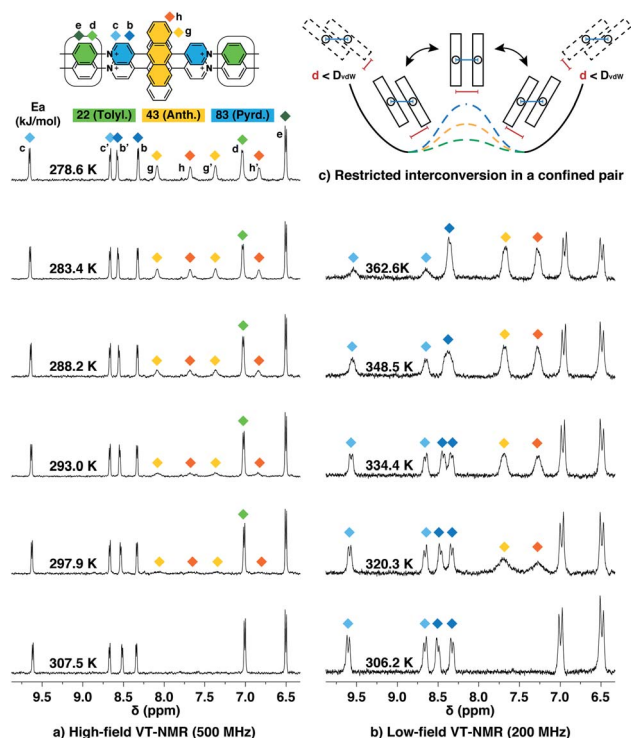 h
e d c b
g
N + +
N + +
Ea
(kJ/mol)
22 (Tolyl.) 43 (Anth.) 83 (Pyrd.)
c c' b' b g h g' d h' e
278.6 K
283.4 K
288.2 K
293.0 K
297.9 K
307.5 K
9.5 9.0 8.5 8.0 7.5 7.0 6.5
δ (ppm)
a) High-field VT-NMR (500 MHz)
d < DvdW d < DvdW
c) Restricted interconversion in a confined pair
362.6K
348.5 K
334.4 K
320.3 K
306.2 K
9.5 9.0 8.5 8.0 7.5 7.0 6.5
δ (ppm)
b) Low-field VT-NMR (200 MHz)